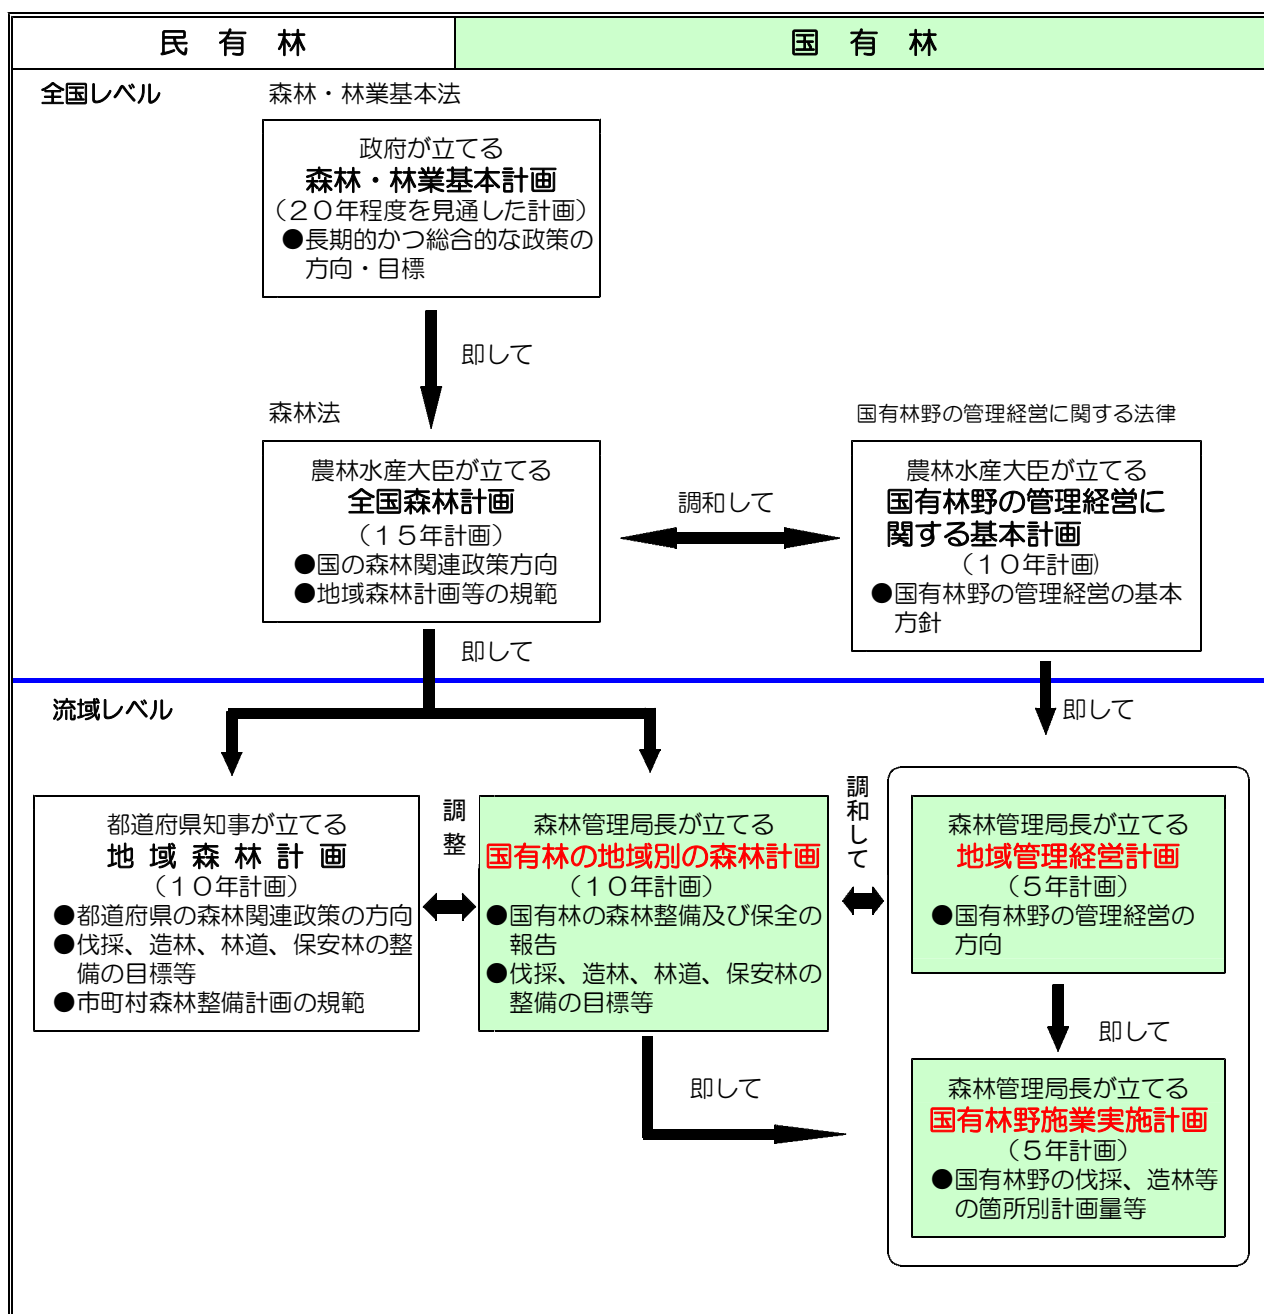 民 有 林
国 有 林
全国レベル
森林・林業基本法
政府が立てる
森林・林業基本計画
（２０年程度を見通した計画）
●長期的かつ総合的な政策の
方向・目標
即して
森林法
国有林野の管理経営に関する法律
農林水産大臣が立てる
全国森林計画
（１５年計画）
●国の森林関連政策方向
●地域森林計画等の規範
調和して
農林水産大臣が立てる
国有林野の管理経営に
関する基本計画
（１０年計画）
●国有林野の管理経営の基本
方針
即して
即して
流域レベル
都道府県知事が立てる
地 域 森 林 計 画
（１０年計画）
●都道府県の森林関連政策の方向
●伐採、造林、林道、保安林の整
備の目標等
●市町村森林整備計画の規範
調整
森林管理局長が立てる
国有林の地域別の森林計画
（１０年計画）
●国有林の森林整備及び保全の
報告
●伐採、造林、林道、保安林の
整備の目標等
調和して
森林管理局長が立てる
地域管理経営計画
（５年計画）
●国有林野の管理経営の
方向
即して
即して
森林管理局長が立てる
国有林野施業実施計画
（５年計画）
●国有林野の伐採、造林等
の箇所別計画量等